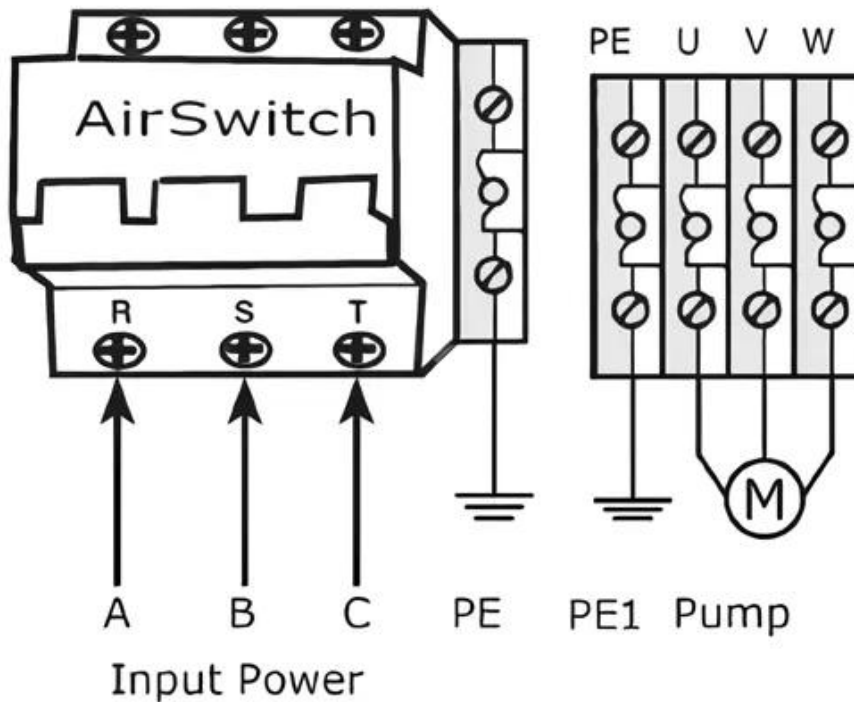 PE U V W
AirSwitch
R S T
M
A B C PE PE1 Pump
Input Power